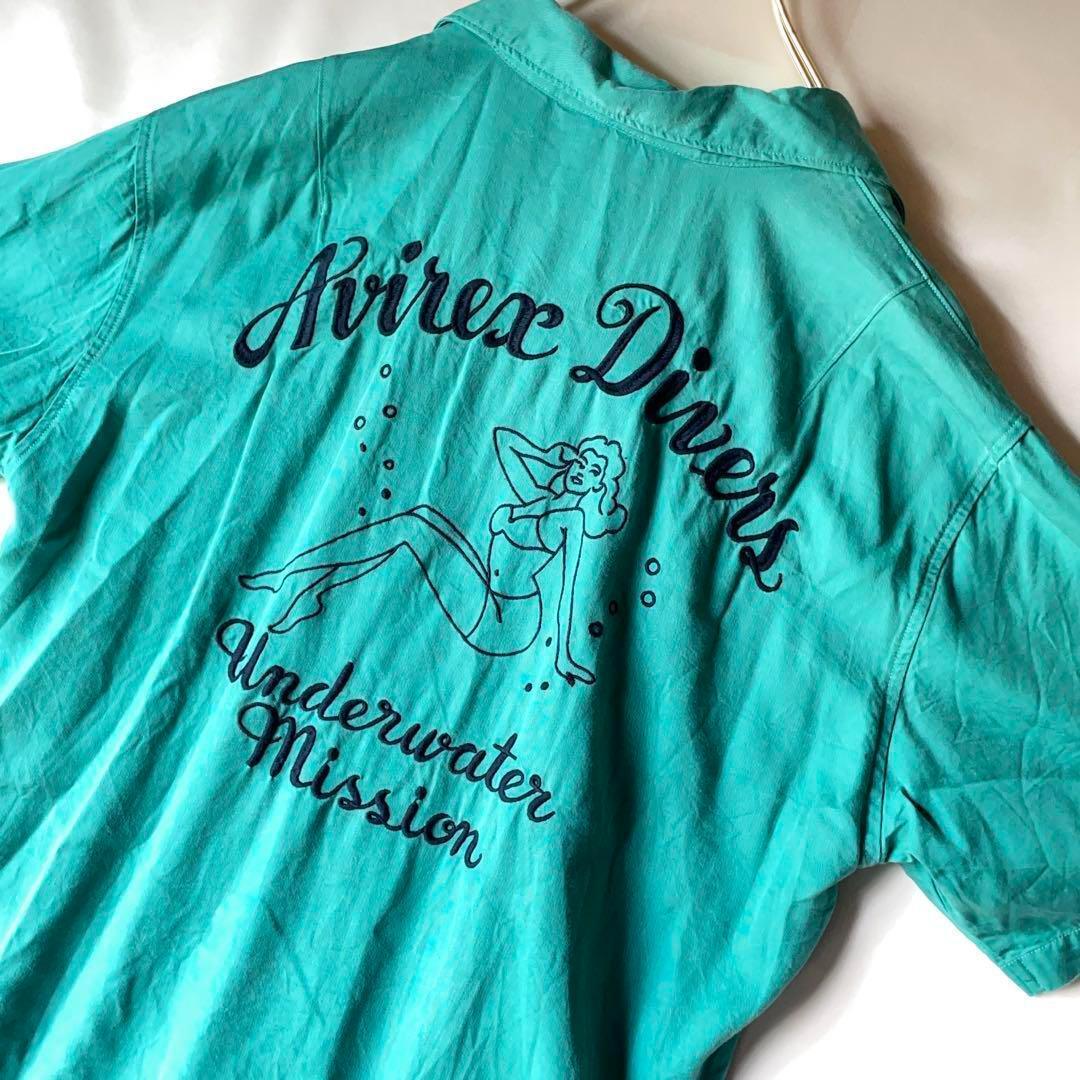 Avirex Divers
Underwater
Mission